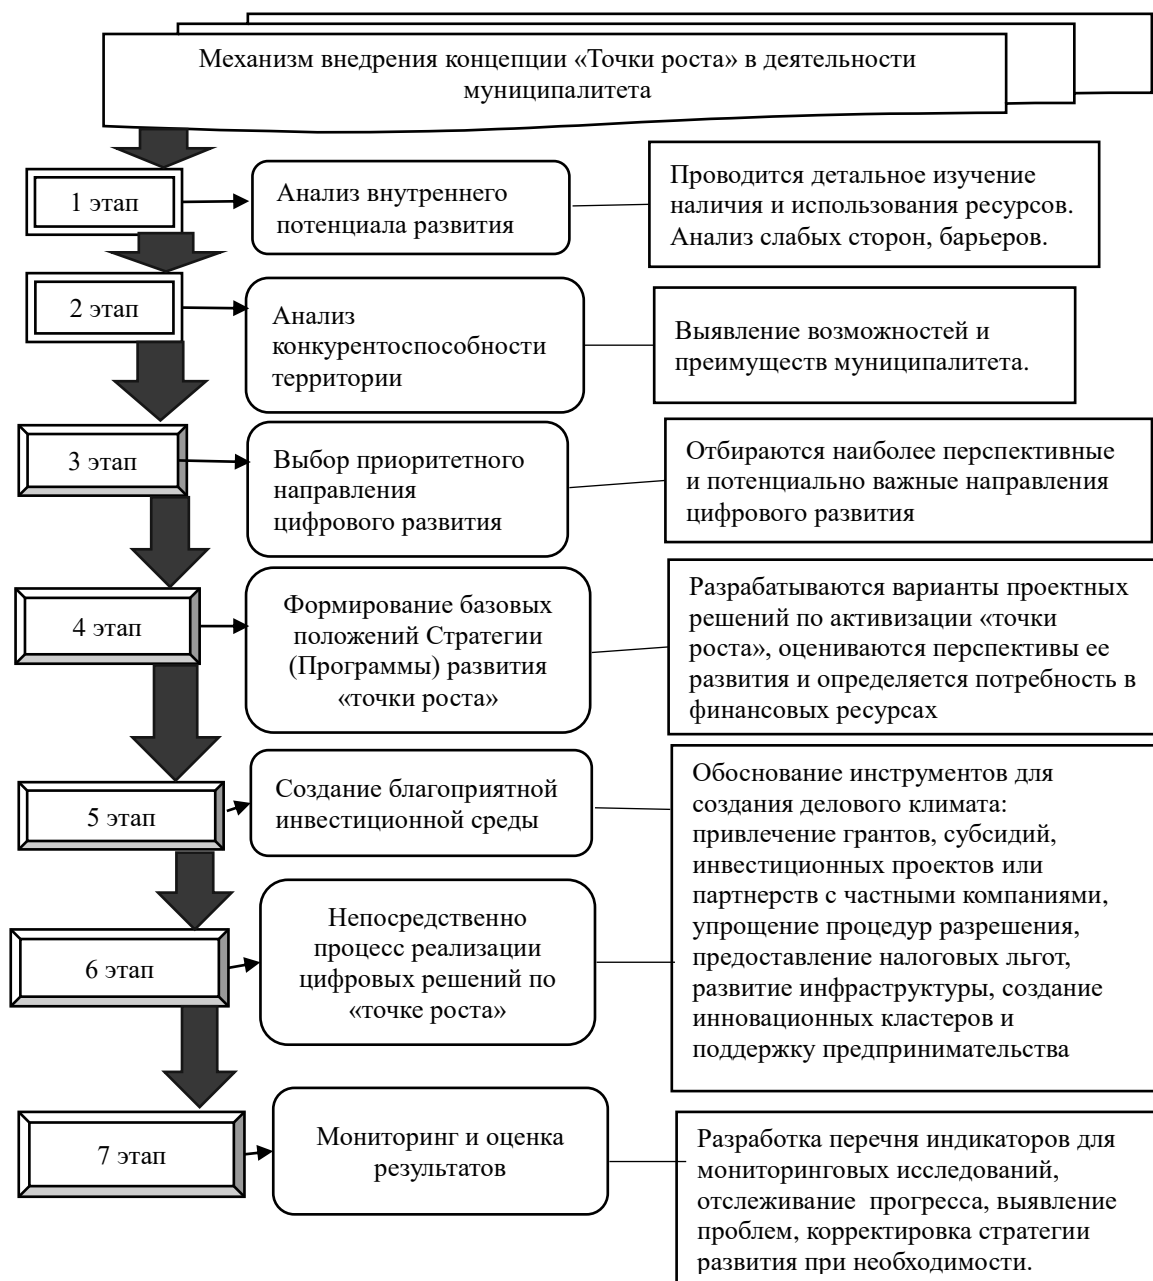 Механизм внедрения концепции «Точки роста» в деятельности
муниципалитета
1 этап
Анализ внутреннего
потенциала развития
Проводится детальное изучение
наличия и использования ресурсов.
Анализ слабых сторон, барьеров.
2 этап
Анализ
конкурентоспособности
территории
Выявление возможностей и
преимуществ муниципалитета.
3 этап
Выбор приоритетного
направления
цифрового развития
Отбираются наиболее перспективные
и потенциально важные направления
цифрового развития
4 этап
Формирование базовых
положений Стратегии
(Программы) развития
«точки роста»
Разрабатываются варианты проектных
решений по активизации «точки
роста», оцениваются перспективы ее
развития и определяется потребность в
финансовых ресурсах
5 этап
Создание благоприятной
инвестиционной среды
Обоснование инструментов для
создания делового климата:
привлечение грантов, субсидий,
инвестиционных проектов или
партнерств с частными компаниями,
упрощение процедур разрешения,
предоставление налоговых льгот,
развитие инфраструктуры, создание
инновационных кластеров и
поддержку предпринимательства
6 этап
Непосредственно
процесс реализации
цифровых решений по
«точке роста»
7 этап
Мониторинг и оценка
результатов
Разработка перечня индикаторов для
мониторинговых исследований,
отслеживание прогресса, выявление
проблем, корректировка стратегии
развития при необходимости.